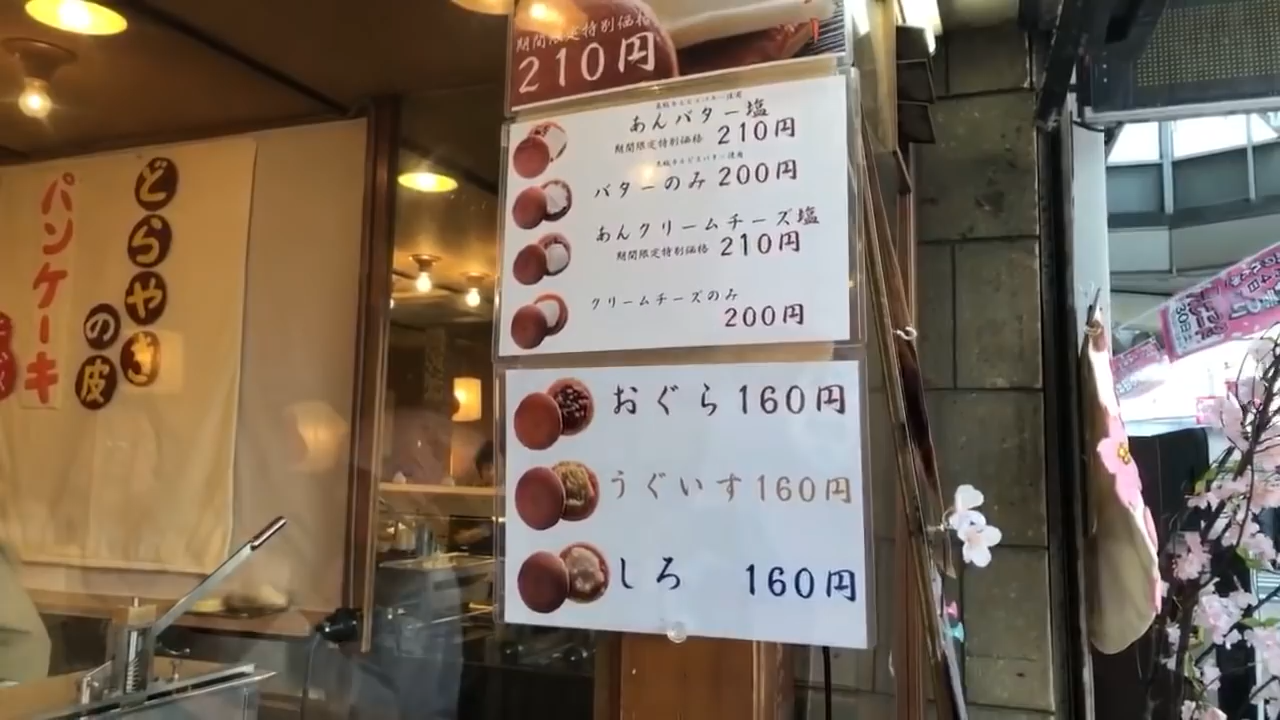 期間限定特別価格
210円
あんバター塩
期間限定特別価格 210円
バターのみ 200円
あんクリームチーズ塩
期間限定特別価格 210円
クリームチーズのみ
200円
おぐら 160円
うぐいす 160円
しろ 160円
どらやき
の皮
パンケーキ